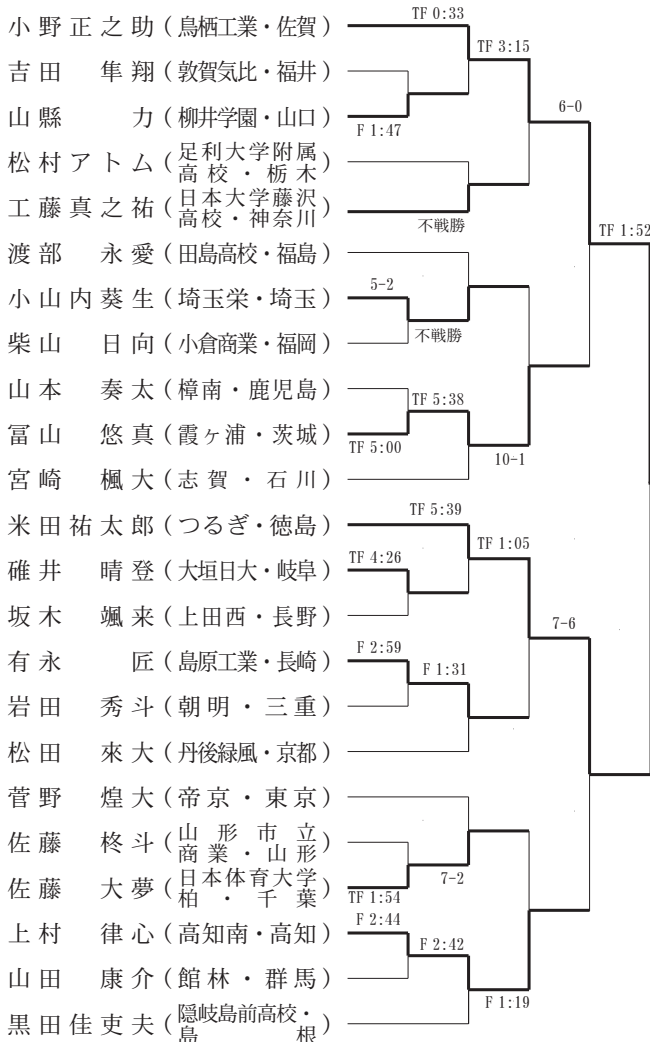 TF 0:33
小野正之助(鳥栖工業・佐賀)
TF 3:15
吉田 隼翔(敦賀気比・福井)
6-0
山縣 力(柳井学園・山口)
F 1:47
松村アトム(足利大学附属
高校・栃木)
工藤真之祐(日本大学藤沢
高校・神奈川)
不戦勝
TF 1:52
渡部 永愛(田島高校・福島)
小山内葵生(埼玉栄・埼玉)
5-2
不戦勝
柴山 日向(小倉商業・福岡)
山本 奏太(樟南・鹿児島)
TF 5:38
冨山 悠真(霞ヶ浦・茨城)
TF 5:00
10-1
宮崎 楓大(志賀・石川)
TF 5:39
米田祐太郎(つるぎ・徳島)
TF 1:05
碓井 晴登(大垣日大・岐阜)
TF 4:26
坂木 颯来(上田西・長野)
7-6
有永 匠(島原工業・長崎)
F 2:59
F 1:31
岩田 秀斗(朝明・三重)
松田 來大(丹後緑風・京都)
菅野 煌大(帝京・東京)
佐藤 柊斗(山形市立
商業・山形)
7-2
佐藤 大夢(日本体育大学
柏・千葉)
TF 1:54
上村 律心(高知南・高知)
F 2:44
F 2:42
山田 康介(館林・群馬)
F 1:19
黒田佳吏夫(隠岐島前高校・
島根)